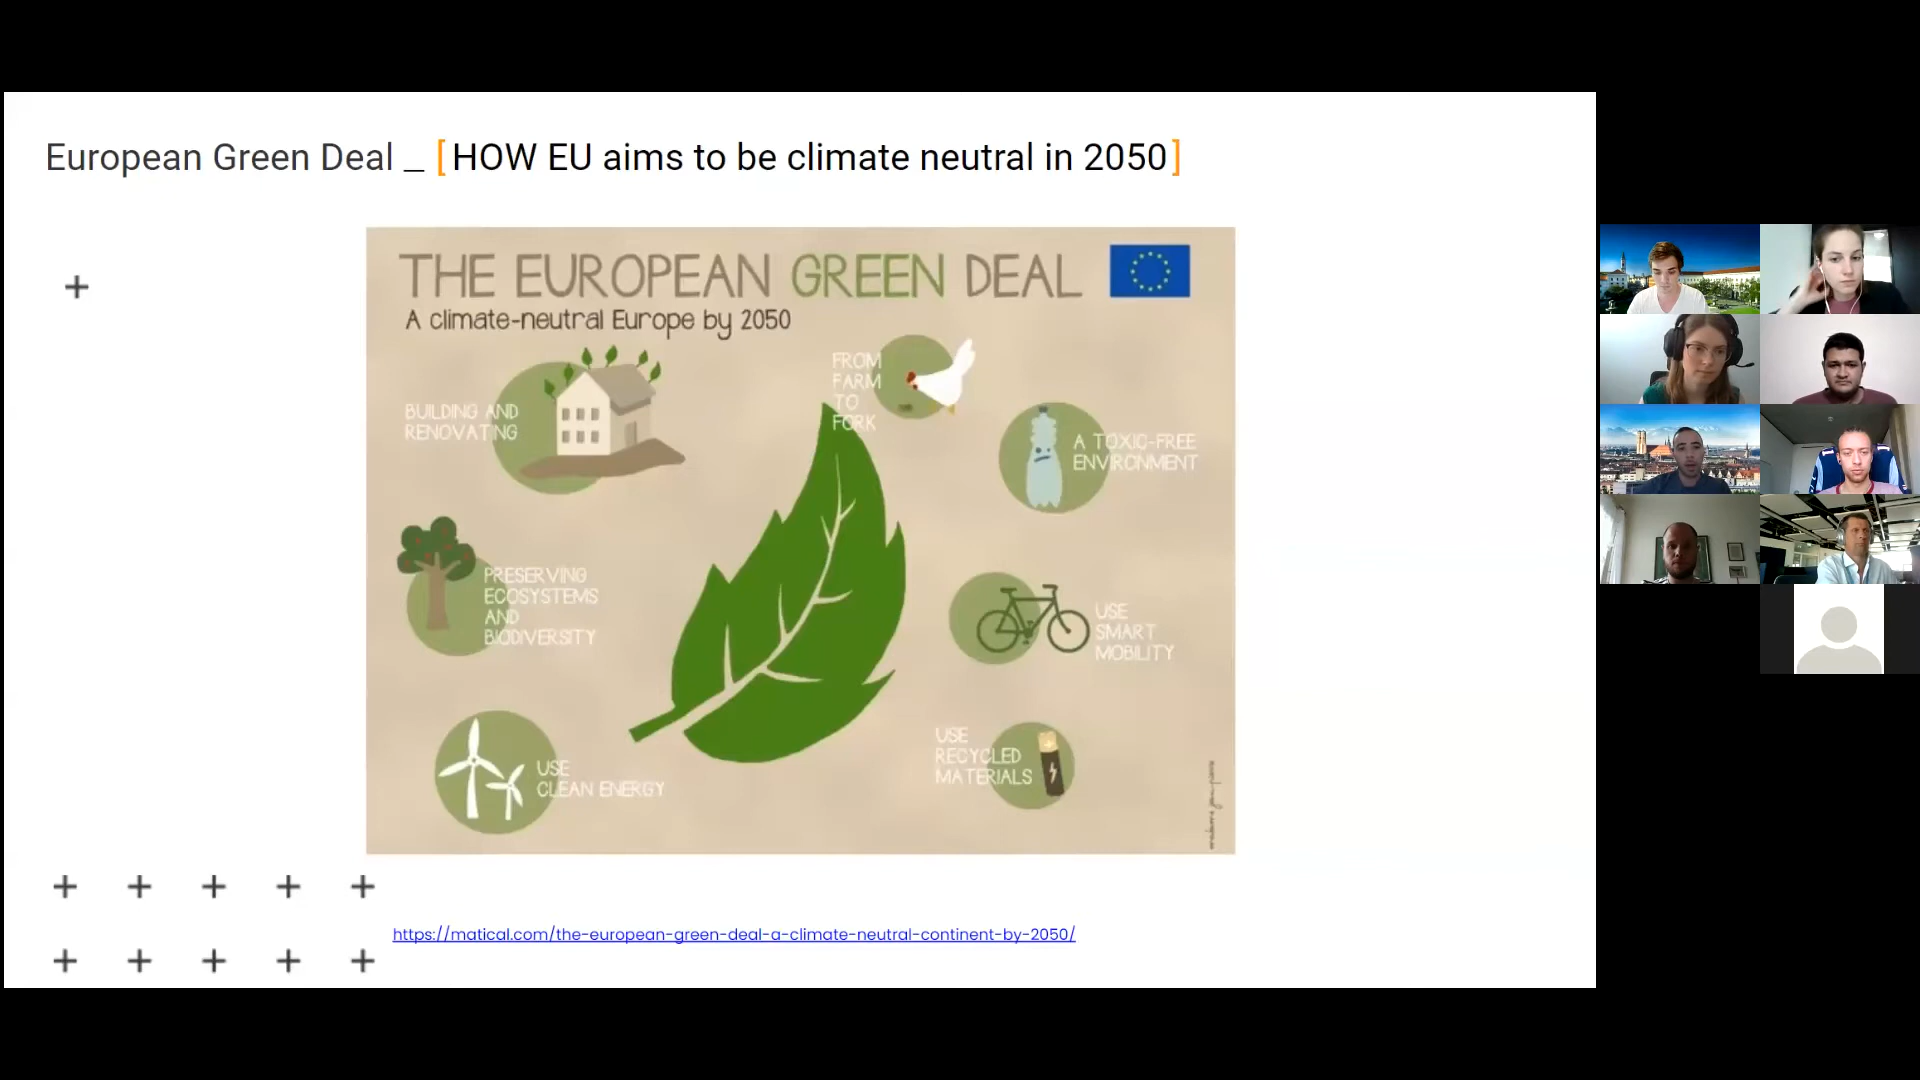 European Green Deal _ [HOW EU aims to be climate neutral in 2050]
THE EUROPEAN GREEN DEAL
A climate-neutral Europe by 2050
BUILDING AND
RENOVATING
FROM
FARM
TO
FORK
A TOXIC-FREE
ENVIRONMENT
PRESERVING
ECOSYSTEMS
AND
BIODIVERSITY
USE
SMART
MOBILITY
USE
CLEAN ENERGY
USE
RECYCLED
MATERIALS
https://matical.com/the-european-green-deal-a-climate-neutral-continent-by-2050/